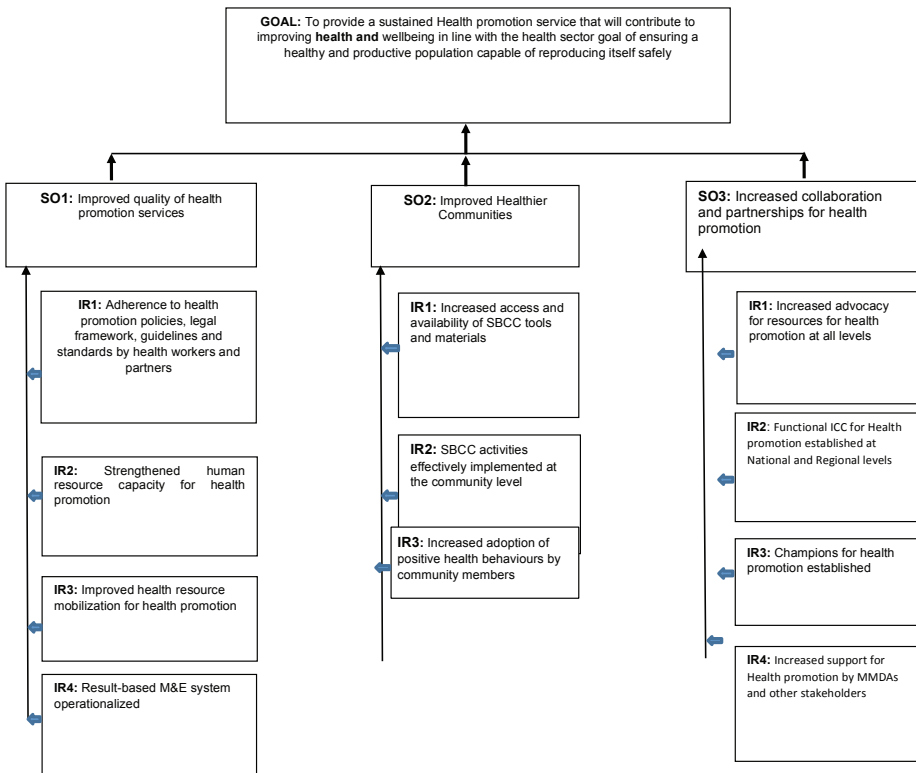 GOAL: To provide a sustained Health promotion service that will contribute to
improving health and wellbeing in line with the health sector goal of ensuring a
healthy and productive population capable of reproducing itself safely
SO1: Improved quality of health
promotion services
IR1: Adherence to health
promotion policies, legal
framework, guidelines and
standards by health workers and
partners
IR2: Strengthened human
resource capacity for health
promotion
IR3: Improved health resource
mobilization for health promotion
IR4: Result-based M&E system
operationalized
SO2: Improved Healthier
Communities
IR1: Increased access and
availability of SBCC tools
and materials
IR2: SBCC activities
effectively implemented at
the community level
IR3: Increased adoption of
positive health behaviours by
community members
SO3: Increased collaboration
and partnerships for health
promotion
IR1: Increased advocacy
for resources for health
promotion at all levels
IR2: Functional ICC for Health
promotion established at
National and Regional levels
IR3: Champions for health
promotion established
IR4: Increased support for
Health promotion by MMDAs
and other stakeholders